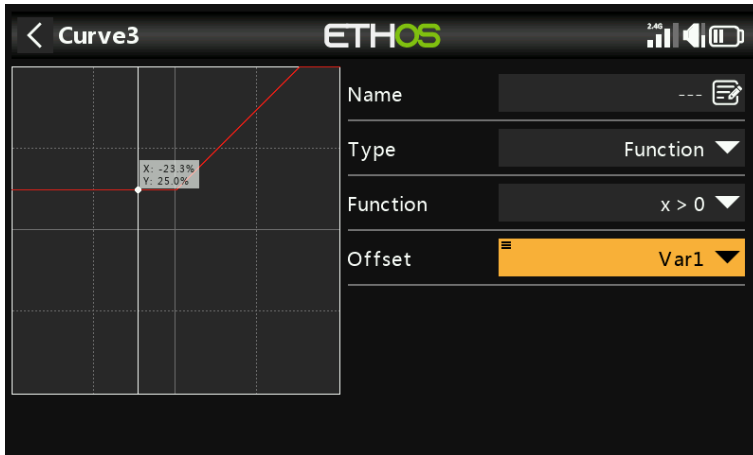 Curve3
ETHOS
2.4G
Name
---
Type
Function
Function
x > 0
Offset
Var1
X: -23.3%
Y: 25.0%